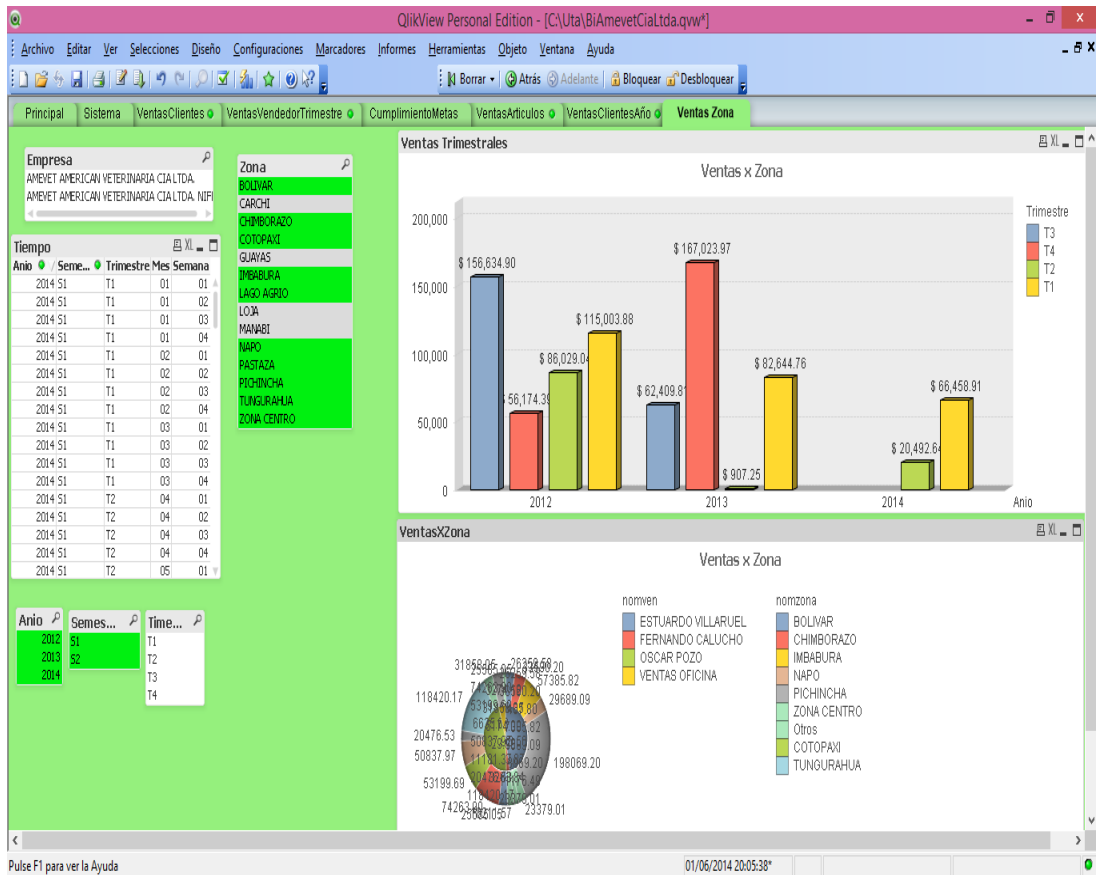 QlikView Personal Edition - [C:\Uta\BiAmevetCiaLtda.qvw*]
Archivo Editar Ver Selecciones Diseño Configuraciones Marcadores Informes Herramientas Objeto Ventana Ayuda
Borrar Atrás Adelante Bloquear Desbloquear
Principal Sistema VentasClientes VentasVendedorTrimestre CumplimientoMetas VentasArticulos VentasClientesAño Ventas Zona
Empresa
AMEVET AMERICAN VETERINARIA CIA LTDA.
AMEVET AMERICAN VETERINARIA CIA LTDA. NIFI
Zona
BOLIVAR
CARCHI
CHIMBORAZO
COTOPAXI
GUAYAS
IMBABURA
LAGO AGRIO
LOJA
MANABI
NAPO
PASTAZA
PICHINCHA
TUNGURAHUA
ZONA CENTRO
Tiempo XL
Anio / Seme... Trimestre Mes Semana
2014 S1 T1 01 01
2014 S1 T1 01 02
2014 S1 T1 01 03
2014 S1 T1 01 04
2014 S1 T1 02 01
2014 S1 T1 02 02
2014 S1 T1 02 03
2014 S1 T1 02 04
2014 S1 T1 03 01
2014 S1 T1 03 02
2014 S1 T1 03 03
2014 S1 T1 03 04
2014 S1 T2 04 01
2014 S1 T2 04 02
2014 S1 T2 04 03
2014 S1 T2 04 04
2014 S1 T2 05 01
Anio
2012
2013
2014
Semes...
S1
S2
Time...
T1
T2
T3
T4
Ventas Trimestrales XL
Ventas x Zona
200,000
150,000
100,000
50,000
0
$ 156,634.90
$ 56,174.39
$ 86,029.04
$ 115,003.88
$ 62,409.81
$ 167,023.97
$ 907.25
$ 82,644.76
$ 20,492.64
$ 66,458.91
2012 2013 2014 Anio
Trimestre
T3
T4
T2
T1
VentasXZona XL
Ventas x Zona
nomven
ESTUARDO VILLARUEL
FERNANDO CALUCHO
OSCAR POZO
VENTAS OFICINA
nomzona
BOLIVAR
CHIMBORAZO
IMBABURA
NAPO
PICHINCHA
ZONA CENTRO
Otros
COTOPAXI
TUNGURAHUA
57385.82
29689.09
198069.20
23379.01
118420.17
20476.53
50837.97
53199.69
Pulse F1 para ver la Ayuda
01/06/2014 20:05:38*